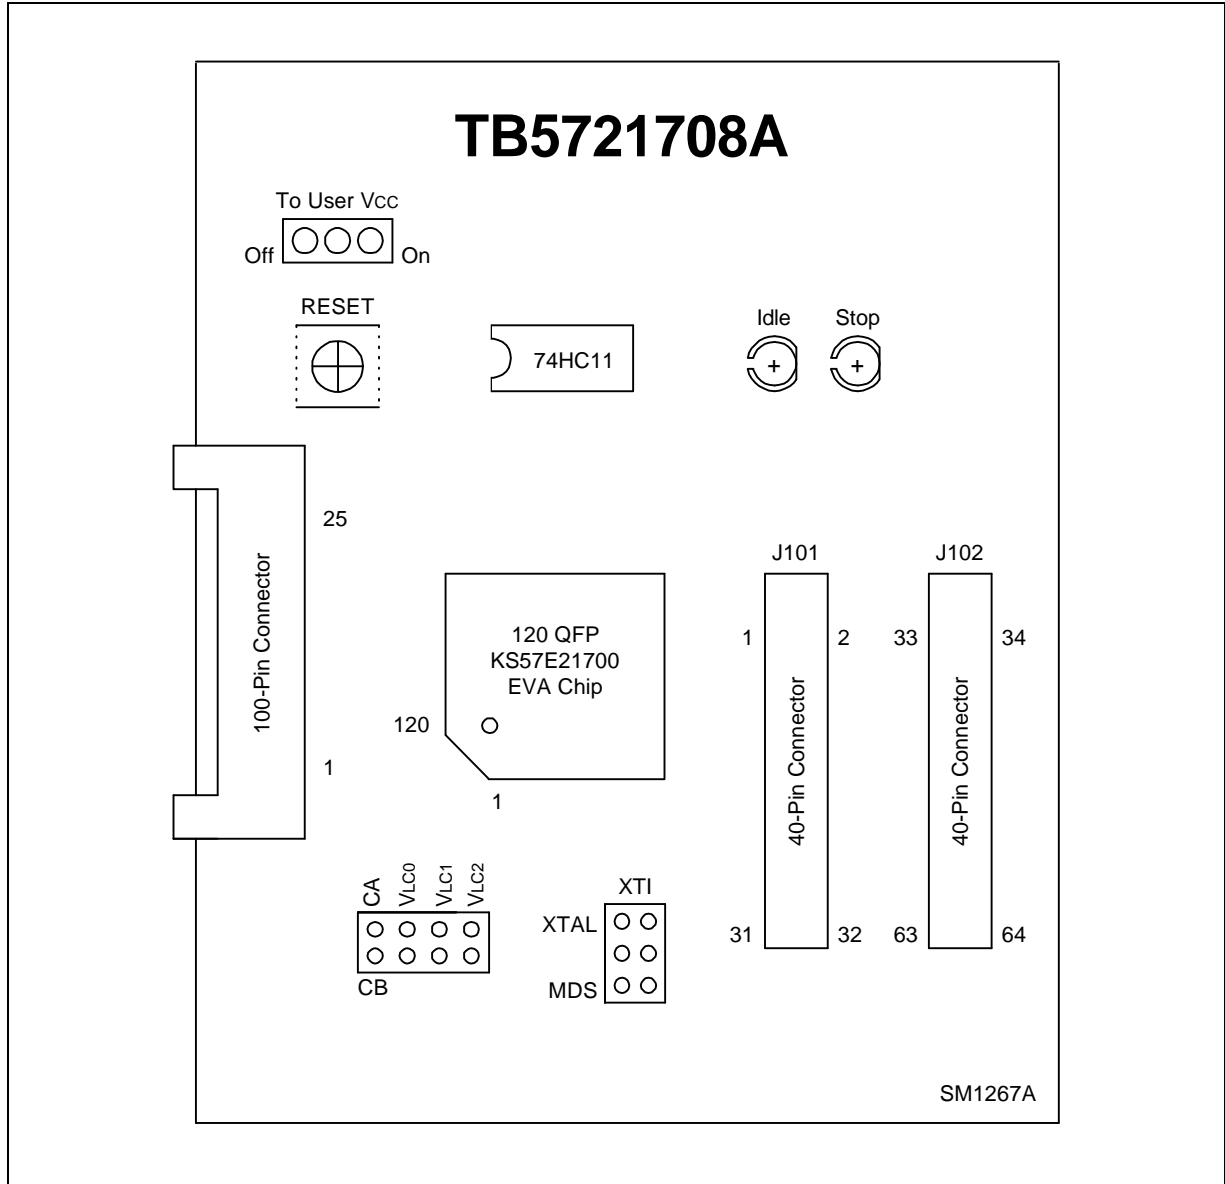 TB5721708A
To User VCC
Off
On
RESET
74HC11
Idle
Stop
25
100-Pin Connector
1
120 QFP
KS57E21700
EVA Chip
120
1
J101
1
2
40-Pin Connector
31
32
J102
33
34
40-Pin Connector
63
64
CA
VLC0
VLC1
VLC2
CB
XTI
XTAL
MDS
SM1267A